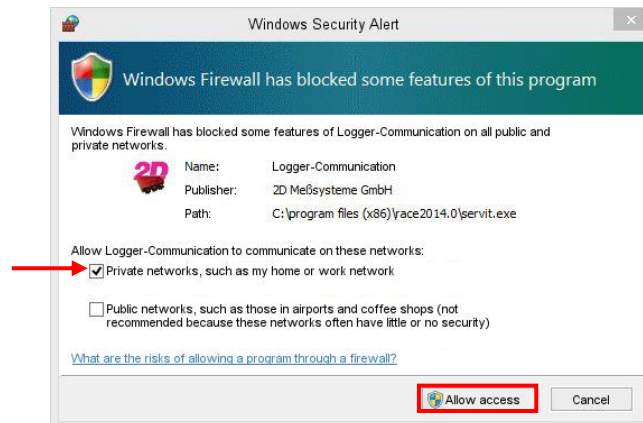 Windows Security Alert
Windows Firewall has blocked some features of this program
Windows Firewall has blocked some features of Logger-Communication on all public and
private networks.
2D
Name: Logger-Communication
Publisher: 2D Meßsysteme GmbH
Path: C:\program files (x86)\race2014.0\servit.exe
Allow Logger-Communication to communicate on these networks:
Private networks, such as my home or work network
Public networks, such as those in airports and coffee shops (not
recommended because these networks often have little or no security)
What are the risks of allowing a program through a firewall?
Allow access Cancel